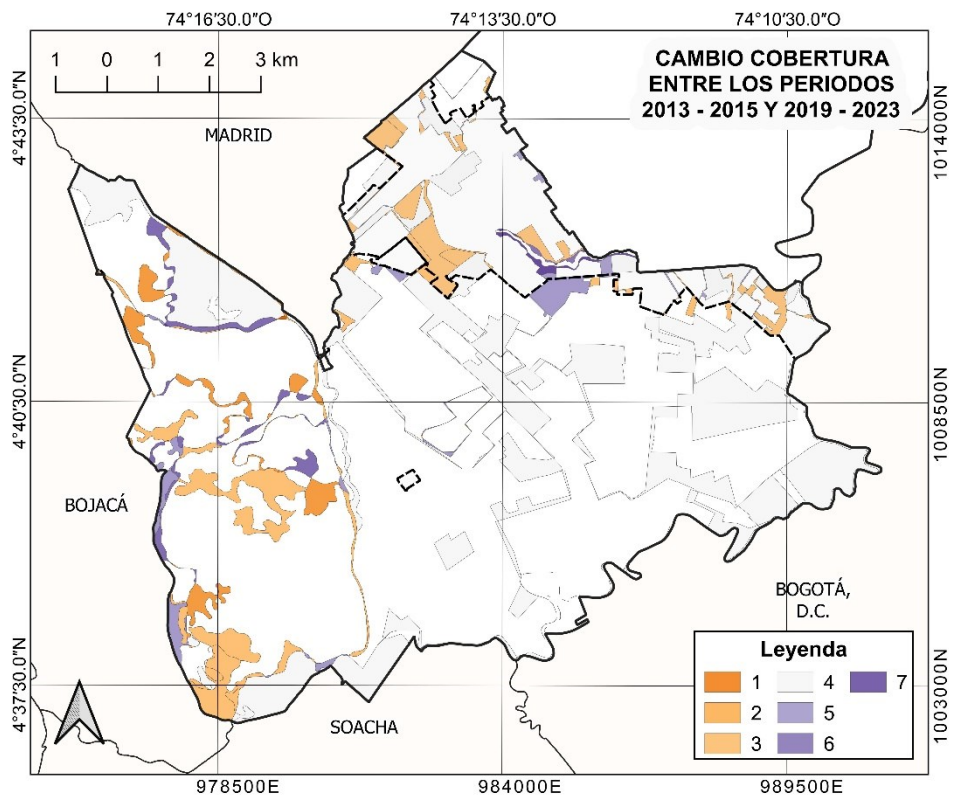 74°16'30.0"O
74°13'30.0"O
74°10'30.0"O
1 0 1 2 3 km
CAMBIO COBERTURA
ENTRE LOS PERIODOS
2013 - 2015 Y 2019 - 2023
4°43'30.0"N
1014000N
MADRID
4°40'30.0"N
1008500N
BOJACÁ
BOGOTÁ,
D.C.
Leyenda
1 4 7
2 5
3 6
4°37'30.0"N
1003000N
SOACHA
978500E
984000E
989500E